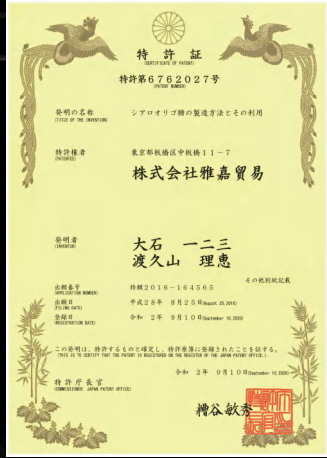 特許証
(CERTIFICATE OF PATENT)
特許第6762027号
(PATENT NUMBER)
発明の名称
(TITLE OF THE INVENTION)
シアロオリゴ糖の製造方法とその利用
特許権者
(PATENTEE)
東京都板橋区中板橋11-7
株式会社雅嘉貿易
発明者
(INVENTOR)
大石 一二三
渡久山 理恵
その他別紙記載
出願番号
(APPLICATION NUMBER)
特願2016-164565
出願日
(FILING DATE)
平成28年 8月25日(August 25,2016)
登録日
(REGISTRATION DATE)
令和 2年 9月10日(September 10,2020)
この発明は、特許するものと確定し、特許原簿に登録されたことを証する。
(THIS IS TO CERTIFY THAT THE PATENT IS REGISTERED ON THE REGISTER OF THE JAPAN PATENT OFFICE.)
令和 2年 9月10日(September 10,2020)
特許庁長官
(COMMISSIONER, JAPAN PATENT OFFICE)
糟谷敏秀